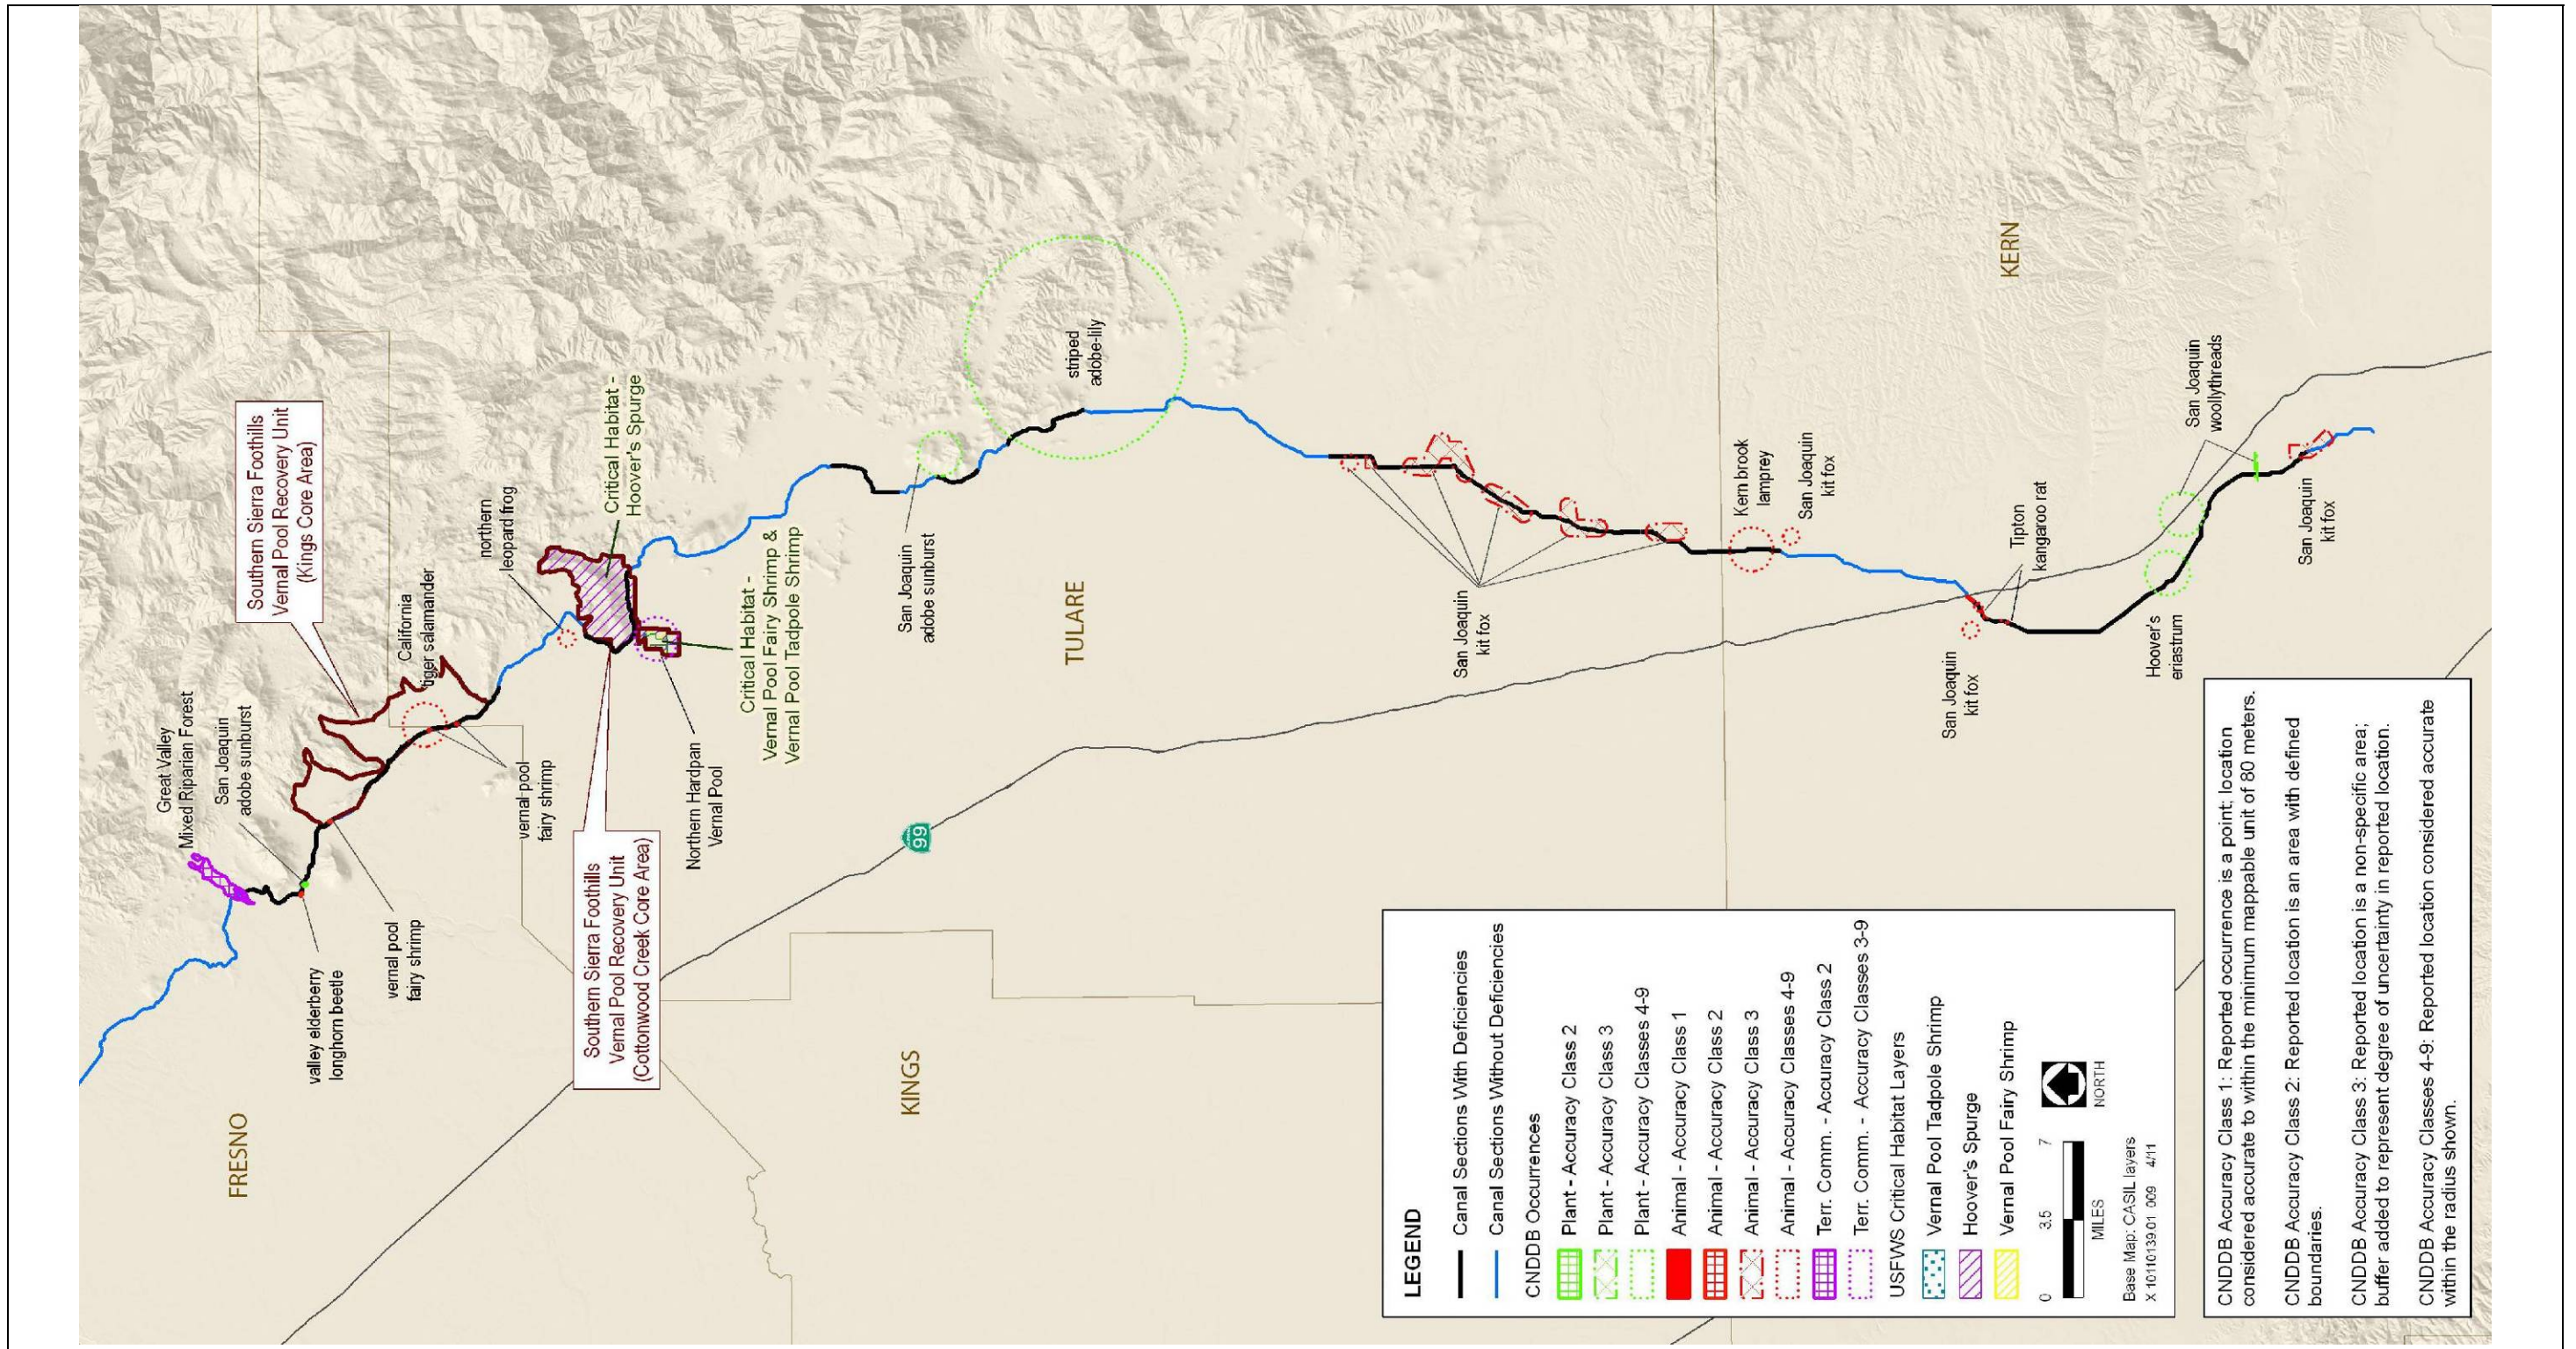 FRESNO
KINGS
TULARE
KERN
99
Great Valley
Mixed Riparian Forest
San Joaquin
adobe sunburst
valley elderberry
longhorn beetle
vernal pool
fairy shrimp
Southern Sierra Foothills
Vernal Pool Recovery Unit
(Kings Core Area)
California
tiger salamander
vernal pool
fairy shrimp
northern
leopard frog
Southern Sierra Foothills
Vernal Pool Recovery Unit
(Cottonwood Creek Core Area)
Critical Habitat -
Hoover's Spurge
Northern Hardpan
Vernal Pool
Critical Habitat -
Vernal Pool Fairy Shrimp &
Vernal Pool Tadpole Shrimp
San Joaquin
adobe sunburst
striped
adobe-lily
San Joaquin
kit fox
Kern brook
lamprey
San Joaquin
kit fox
San Joaquin
kit fox
Tipton
kangaroo rat
Hoover's
eriastrum
San Joaquin
woollythreads
San Joaquin
kit fox
LEGEND
Canal Sections With Deficiencies
Canal Sections Without Deficiencies
CNDDB Occurrences
Plant - Accuracy Class 2
Plant - Accuracy Class 3
Plant - Accuracy Classes 4-9
Animal - Accuracy Class 1
Animal - Accuracy Class 2
Animal - Accuracy Class 3
Animal - Accuracy Classes 4-9
Terr. Comm. - Accuracy Class 2
Terr. Comm. - Accuracy Classes 3-9
USFWS Critical Habitat Layers
Vernal Pool Tadpole Shrimp
Hoover's Spurge
Vernal Pool Fairy Shrimp
0 3.5 7
MILES
NORTH
Base Map: CASIL layers
X 10110139.01 009 4/11
CNDDB Accuracy Class 1: Reported occurrence is a point; location
considered accurate to within the minimum mappable unit of 80 meters.
CNDDB Accuracy Class 2: Reported location is an area with defined
boundaries.
CNDDB Accuracy Class 3: Reported location is a non-specific area;
buffer added to represent degree of uncertainty in reported location.
CNDDB Accuracy Classes 4-9: Reported location considered accurate
within the radius shown.